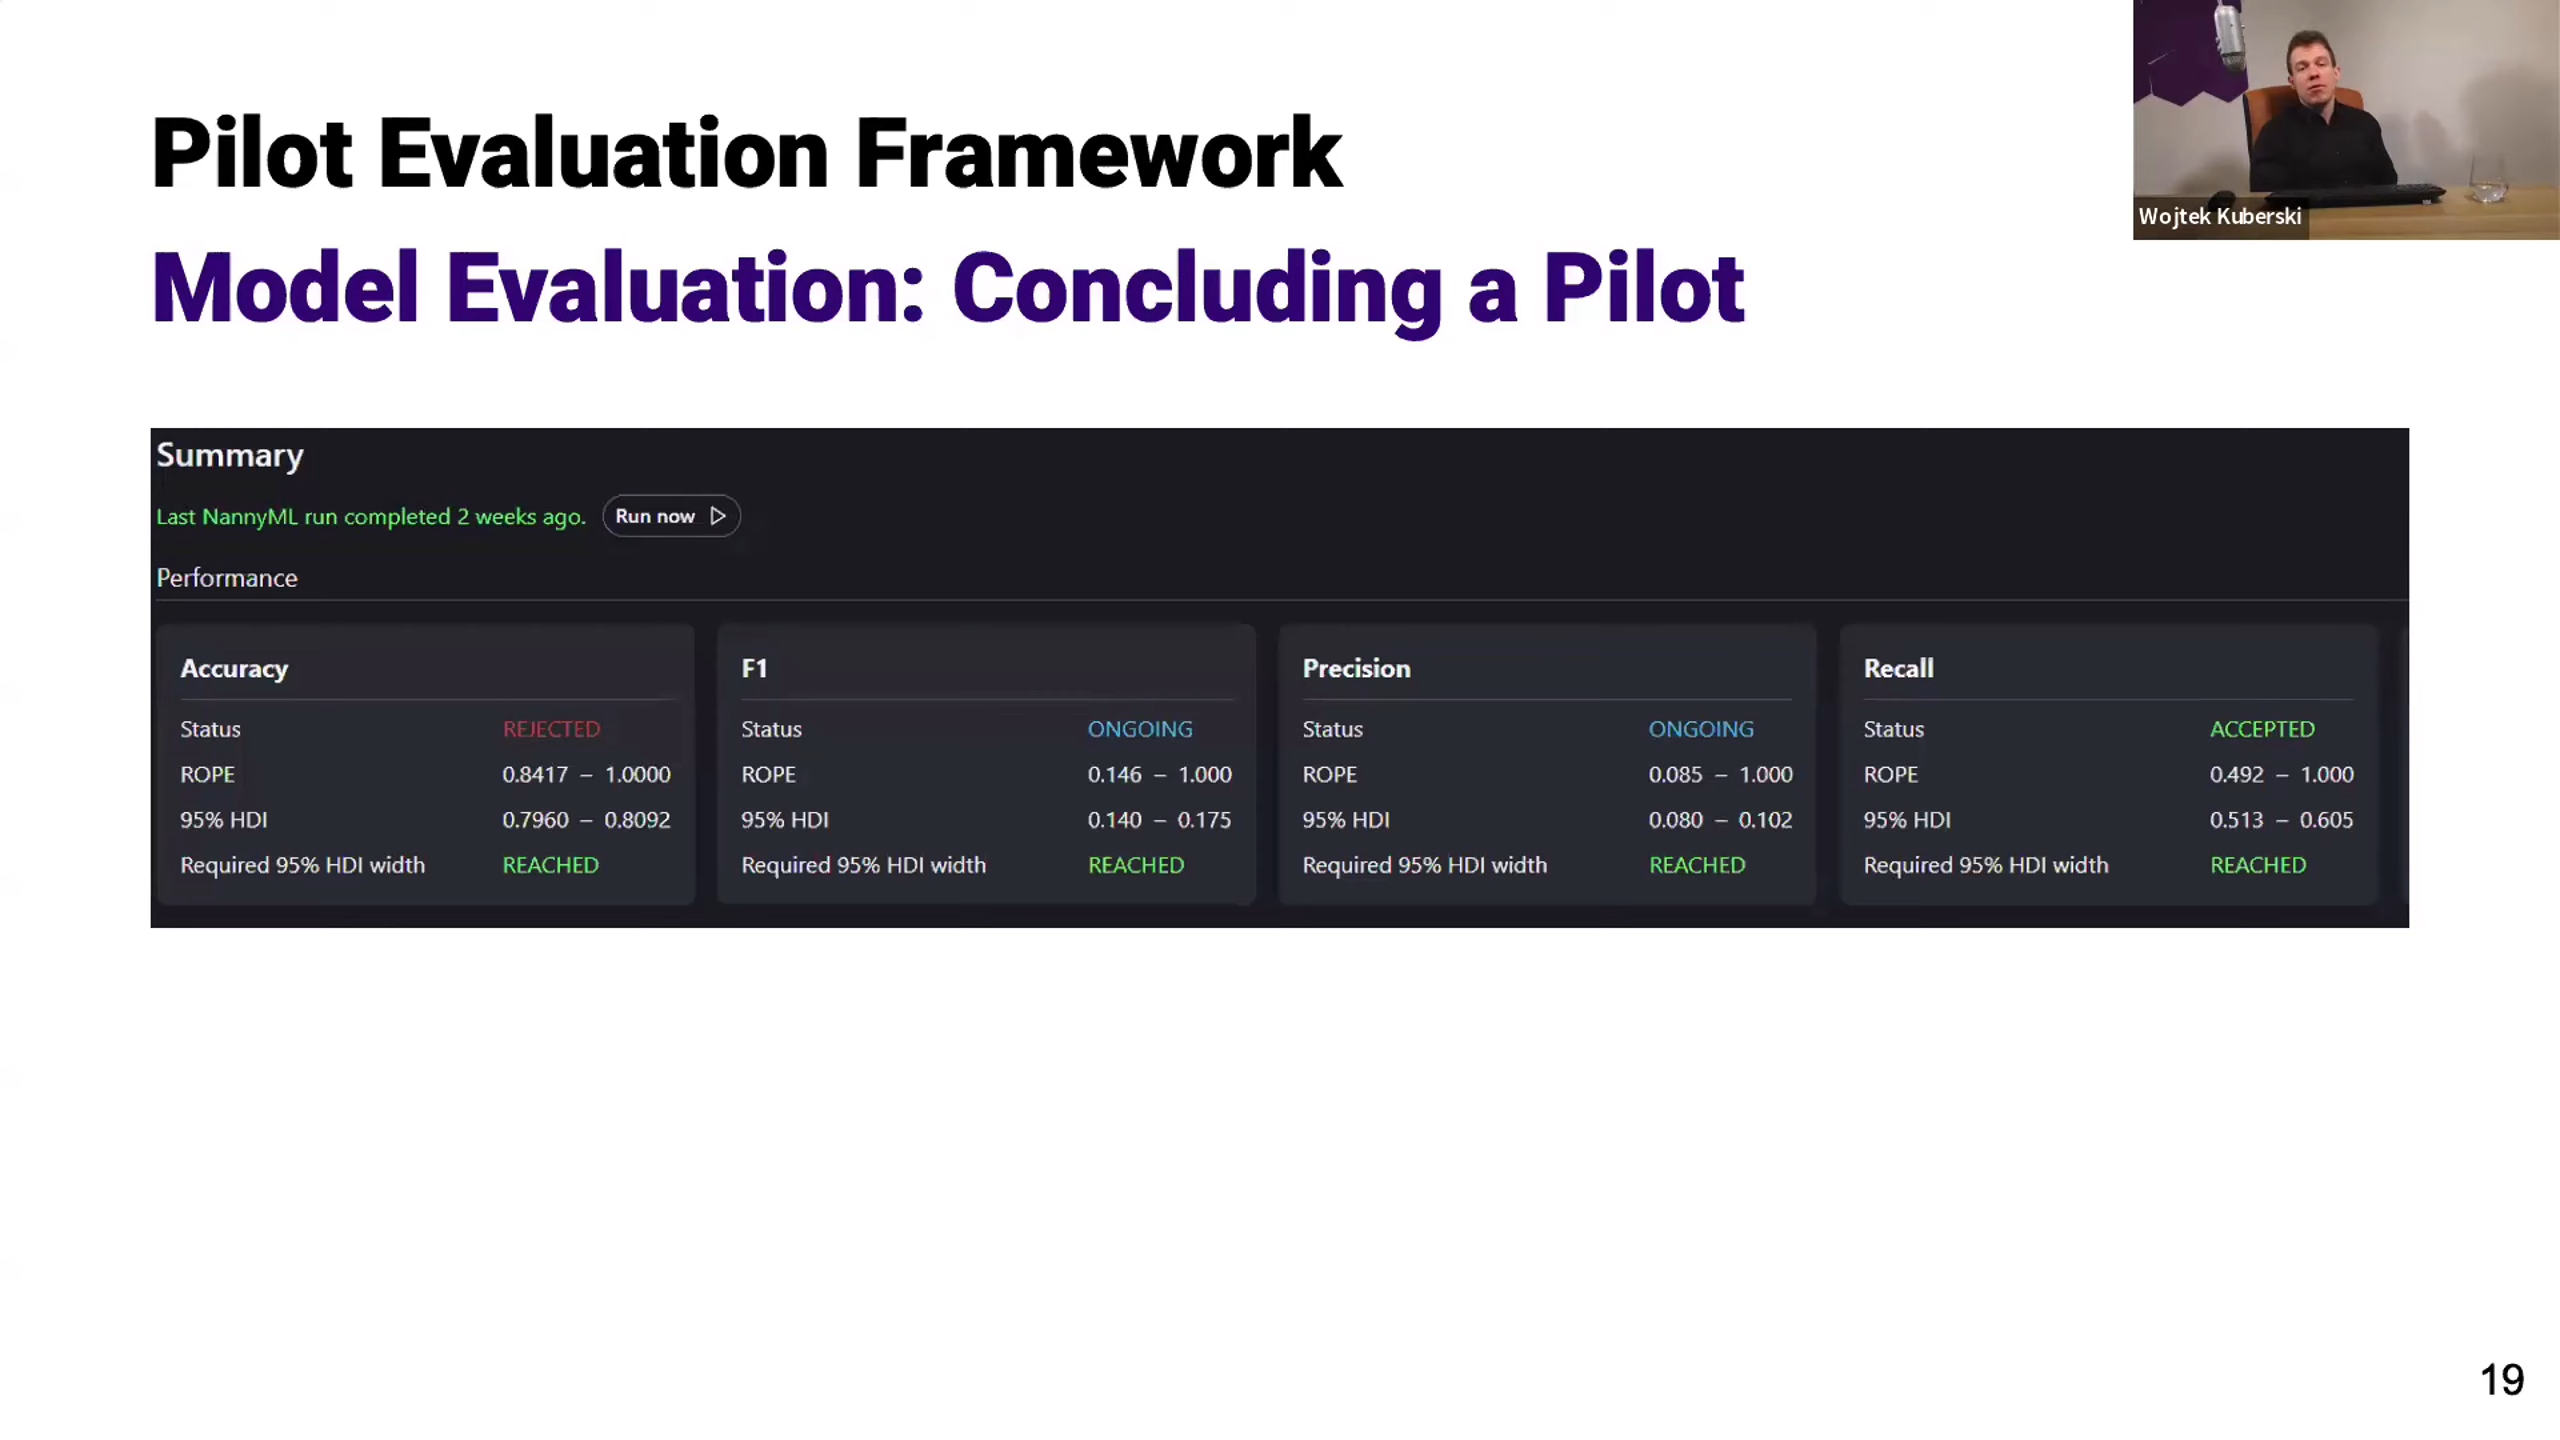 Pilot Evaluation Framework
Model Evaluation: Concluding a Pilot
Wojtek Kuberski
Summary
Last NannyML run completed 2 weeks ago. Run now
Performance
Accuracy
Status REJECTED
ROPE 0.8417 – 1.0000
95% HDI 0.7960 – 0.8092
Required 95% HDI width REACHED
F1
Status ONGOING
ROPE 0.146 – 1.000
95% HDI 0.140 – 0.175
Required 95% HDI width REACHED
Precision
Status ONGOING
ROPE 0.085 – 1.000
95% HDI 0.080 – 0.102
Required 95% HDI width REACHED
Recall
Status ACCEPTED
ROPE 0.492 – 1.000
95% HDI 0.513 – 0.605
Required 95% HDI width REACHED
19